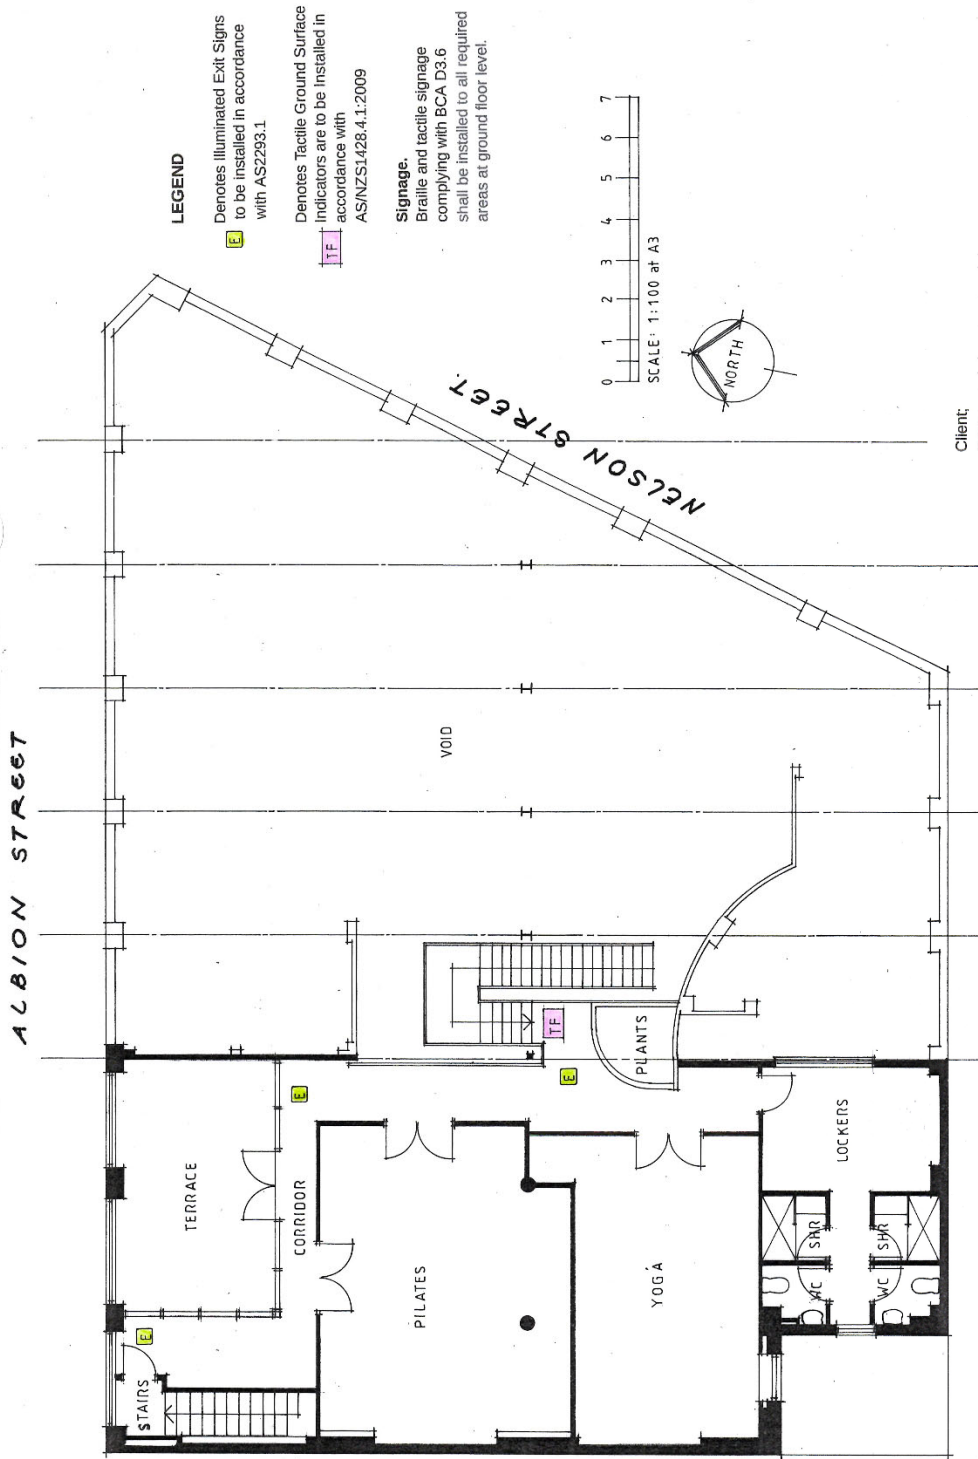 ALBION STREET
LEGEND
E
Denotes Illuminated Exit Signs
to be installed in accordance
with AS2293.1
TF
Denotes Tactile Ground Surface
Indicators are to be Installed in
accordance with
AS/NZS1428.4.1:2009
Signage.
Braille and tactile signage
complying with BCA D3.6
shall be installed to all required
areas at ground floor level.
0 1 2 3 4 5 6 7
SCALE: 1:100 at A3
NORTH
Client;
NELSON STREET.
VOID
TERRACE
E
CORRIDOR
E
STAIRS
PILATES
TF
E
PLANTS
YOGA
LOCKERS
SHR
SHR
WC
WC